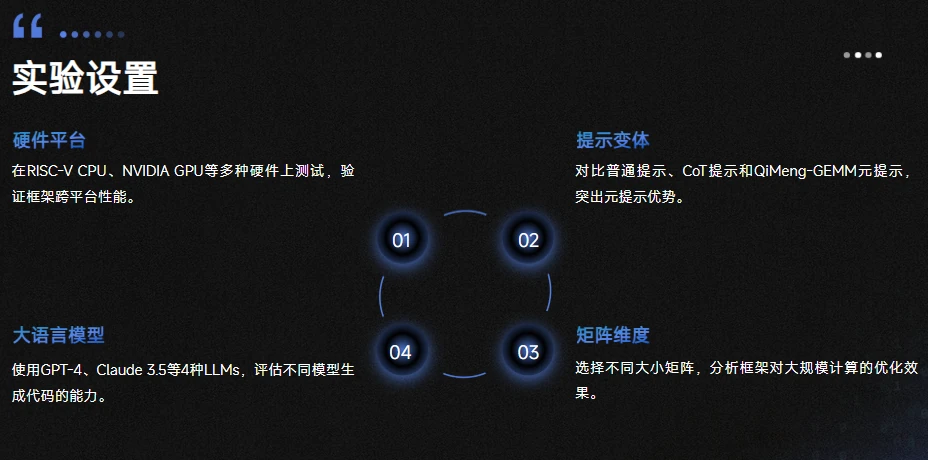 实验设置
硬件平台
在RISC-V CPU、NVIDIA GPU等多种硬件上测试，验
证框架跨平台性能。
提示变体
对比普通提示、CoT提示和QiMeng-GEMM元提示，
突出元提示优势。
01
02
04
03
大语言模型
使用GPT-4、Claude 3.5等4种LLMs，评估不同模型生
成代码的能力。
矩阵维度
选择不同大小矩阵，分析框架对大规模计算的优化效
果。